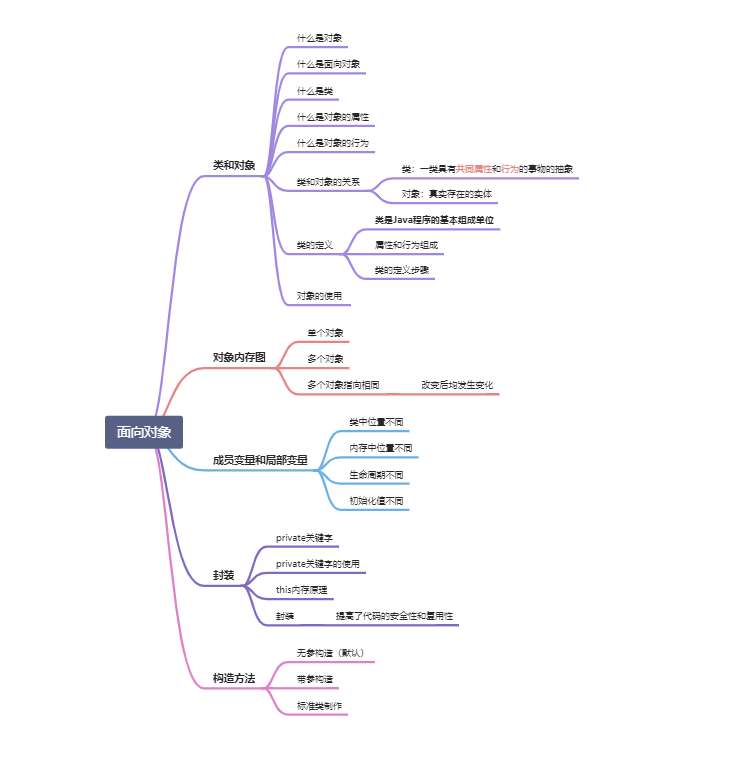 面向对象
类和对象
什么是对象
什么是面向对象
什么是类
什么是对象的属性
什么是对象的行为
类和对象的关系
类：一类具有共同属性和行为的事物的抽象
对象：真实存在的实体
类的定义
类是Java程序的基本组成单位
属性和行为组成
类的定义步骤
对象的使用
对象内存图
单个对象
多个对象
多个对象指向相同
改变后均发生变化
成员变量和局部变量
类中位置不同
内存中位置不同
生命周期不同
初始化值不同
封装
private关键字
private关键字的使用
this内存原理
封装
提高了代码的安全性和复用性
构造方法
无参构造（默认）
带参构造
标准类制作